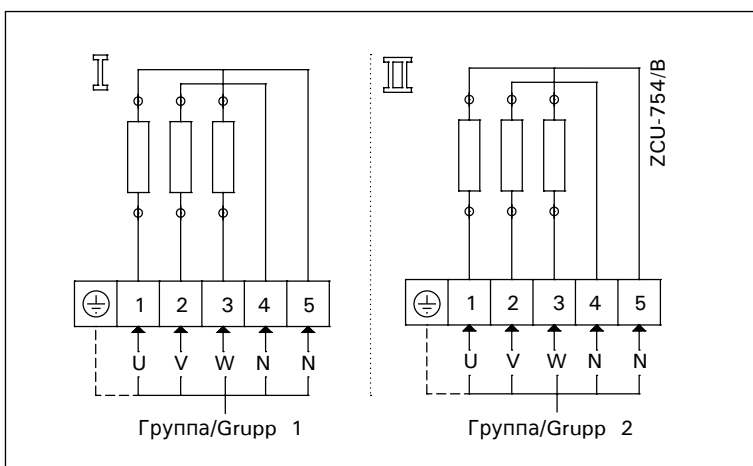 I
II
ZCU-754/B
1 2 3 4 5
1 2 3 4 5
U V W N N
U V W N N
Группа/Grupp 1
Группа/Grupp 2